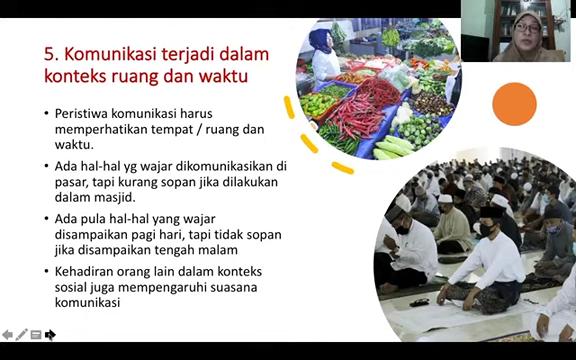 5. Komunikasi terjadi dalam
konteks ruang dan waktu
• Peristiwa komunikasi harus
memperhatikan tempat / ruang dan
waktu.
• Ada hal-hal yg wajar dikomunikasikan di
pasar, tapi kurang sopan jika dilakukan
dalam masjid.
• Ada pula hal-hal yang wajar
disampaikan pagi hari, tapi tidak sopan
jika disampaikan tengah malam
• Kehadiran orang lain dalam konteks
sosial juga mempengaruhi suasana
komunikasi